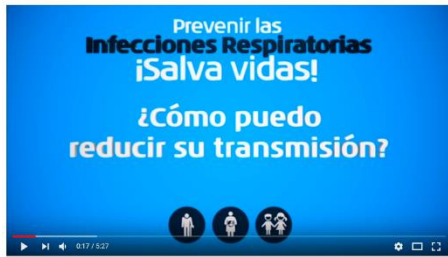 Prevenir las
Infecciones Respiratorias
¡Salva vidas!
¿Cómo puedo
reducir su transmisión?
0:17 / 5:27